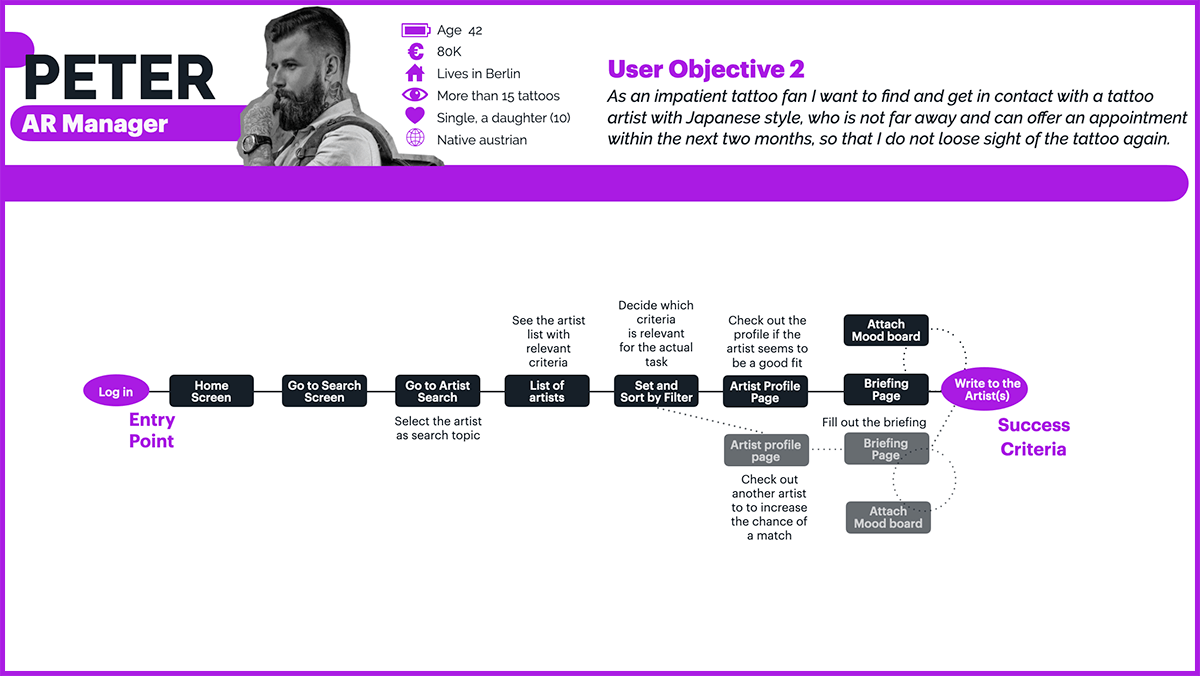 PETER
AR Manager
Age 42
80K
Lives in Berlin
More than 15 tattoos
Single, a daughter (10)
Native austrian
User Objective 2
As an impatient tattoo fan I want to find and get in contact with a tattoo
artist with Japanese style, who is not far away and can offer an appointment
within the next two months, so that I do not loose sight of the tattoo again.
Log in
Entry
Point
Home
Screen
Go to Search
Screen
Go to Artist
Search
Select the artist
as search topic
See the artist
list with
relevant
criteria
List of
artists
Decide which
criteria
is relevant
for the actual
task
Set and
Sort by Filter
Check out the
profile if the
artist seems to
be a good fit
Artist Profile
Page
Attach
Mood board
Briefing
Page
Fill out the briefing
Write to the
Artist(s)
Success
Criteria
Artist profile
page
Check out
another artist
to to increase
the chance of
a match
Briefing
Page
Attach
Mood board